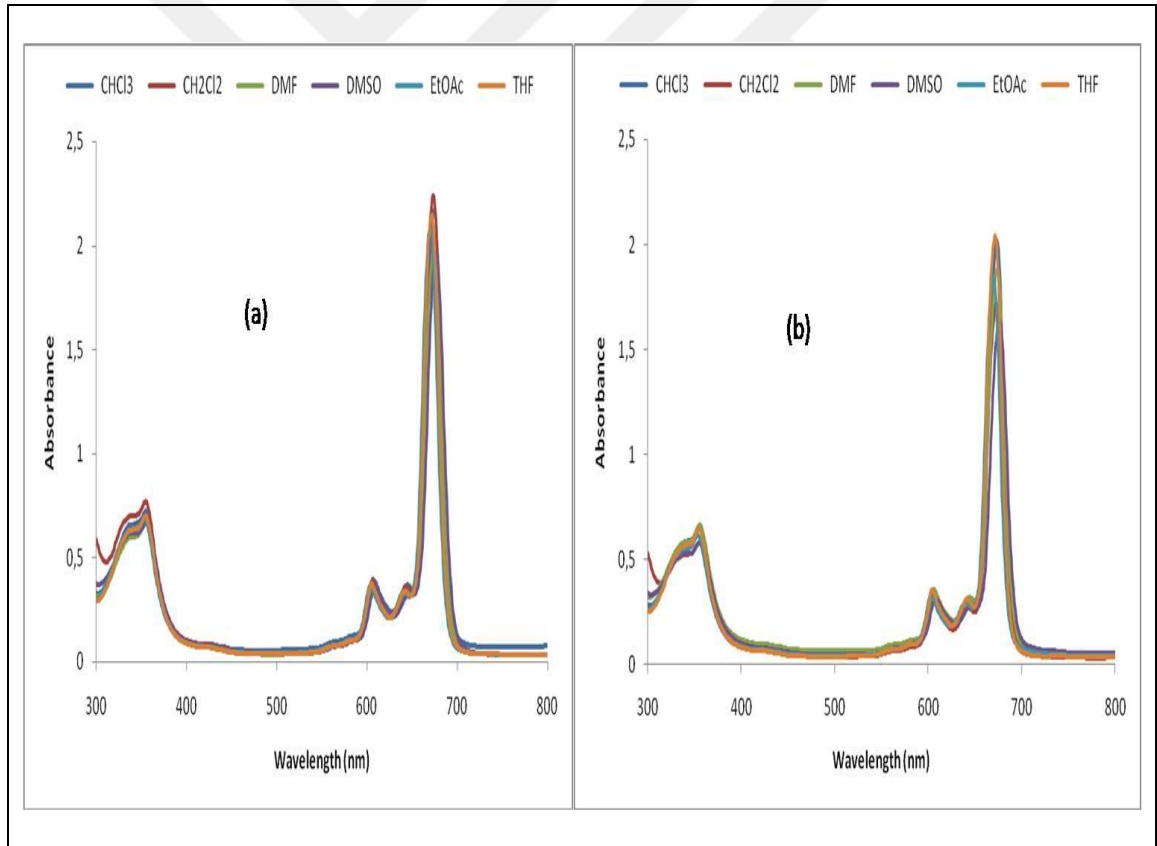 CHCl3 CH2Cl2 DMF DMSO EtOAc THF
2,5
2
1,5
1
0,5
0
300 400 500 600 700 800
Absorbance
Wavelength (nm)
(a)
CHCl3 CH2Cl2 DMF DMSO EtOAc THF
2,5
2
1,5
1
0,5
0
300 400 500 600 700 800
Absorbance
Wavelength (nm)
(b)